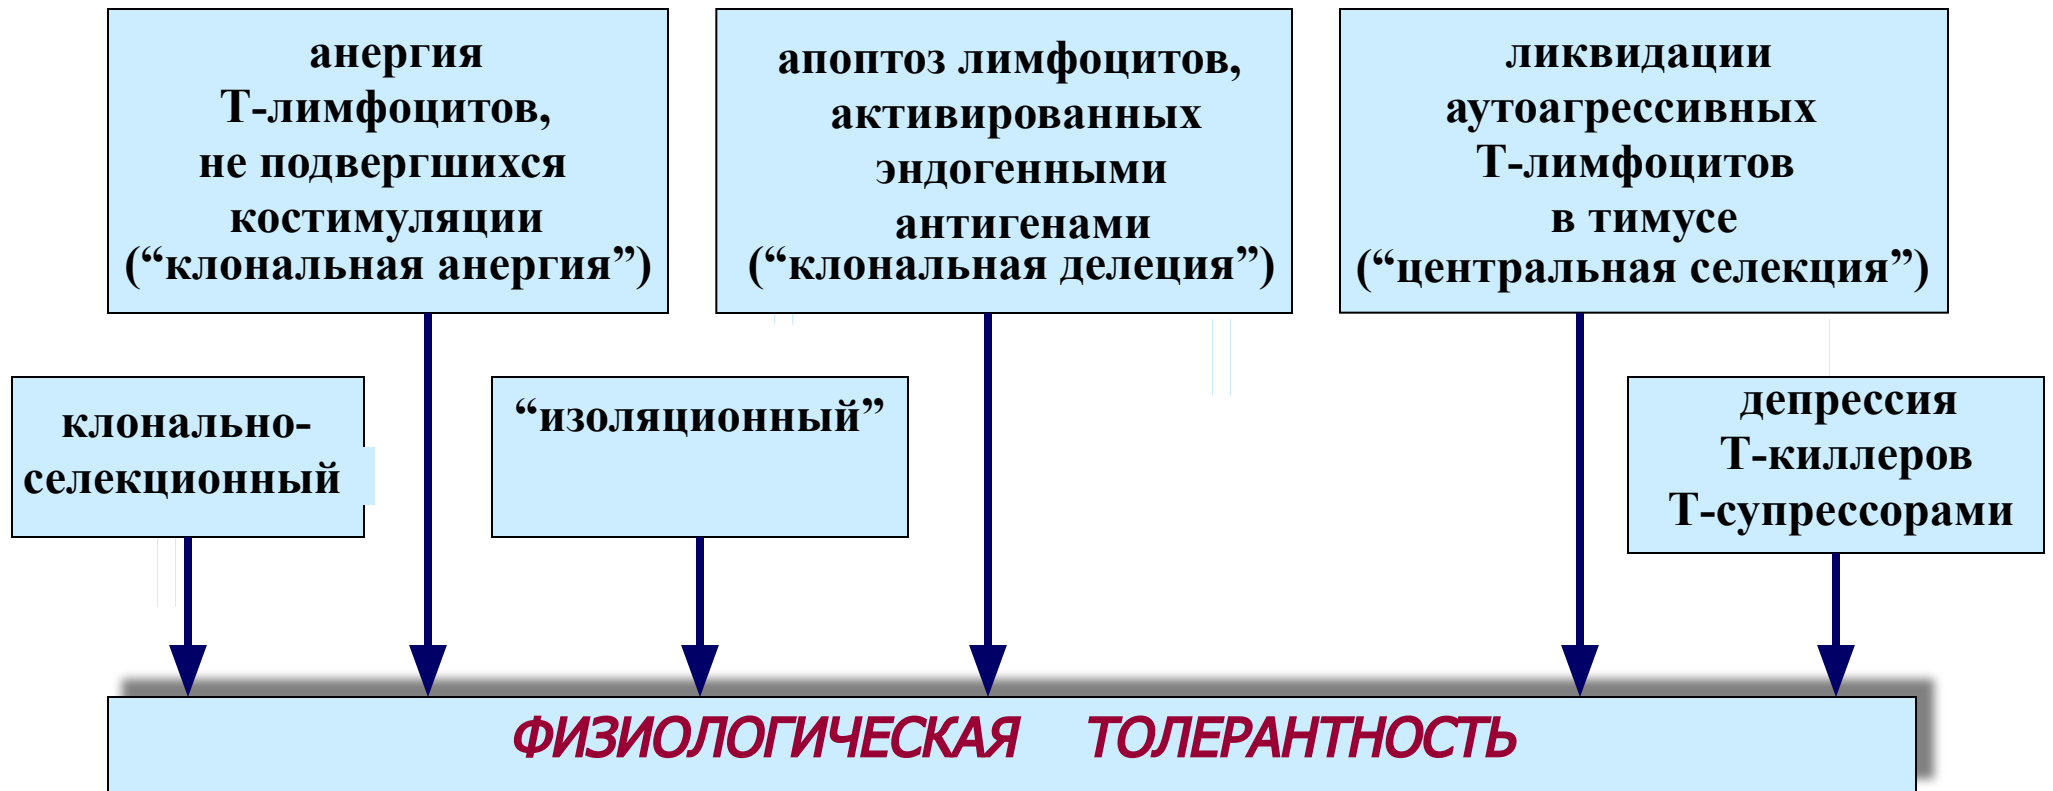 анергия
Т-лимфоцитов,
не подвергшихся
костимуляции
(“клональная анергия”)
апоптоз лимфоцитов,
активированных
эндогенными
антигенами
(“клональная делеция”)
ликвидации
аутоагрессивных
Т-лимфоцитов
в тимусе
(“центральная селекция”)
клонально-
селекционный
“изоляционный”
депрессия
Т-киллеров
Т-супрессорами
ФИЗИОЛОГИЧЕСКАЯ ТОЛЕРАНТНОСТЬ